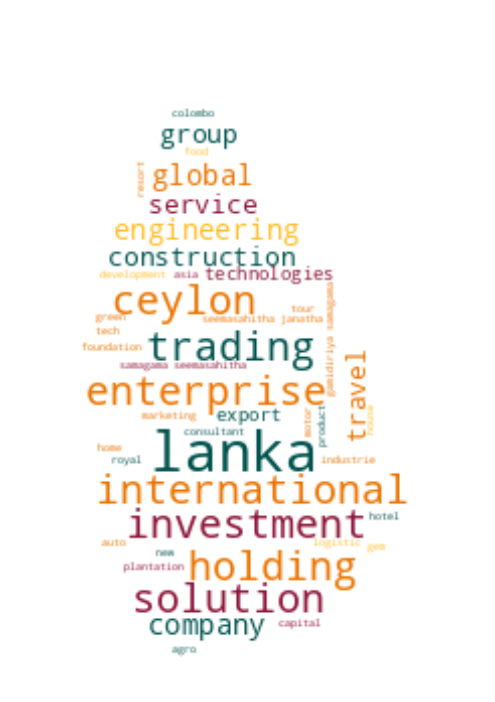 colombo
group
food
resort
global
service
engineering
construction
development asia technologies
ceylon
tour
green
seemasahitha janatha
samagama
tech
trading
foundation
samagama seemasahitha
gamidiriya
travel
enterprise
house
marketing export
motor
product
consultant
lanka
home
royal
industrie
international
investment
hotel
auto
logistic
gem
new
holding
plantation
solution
company
capital
agro